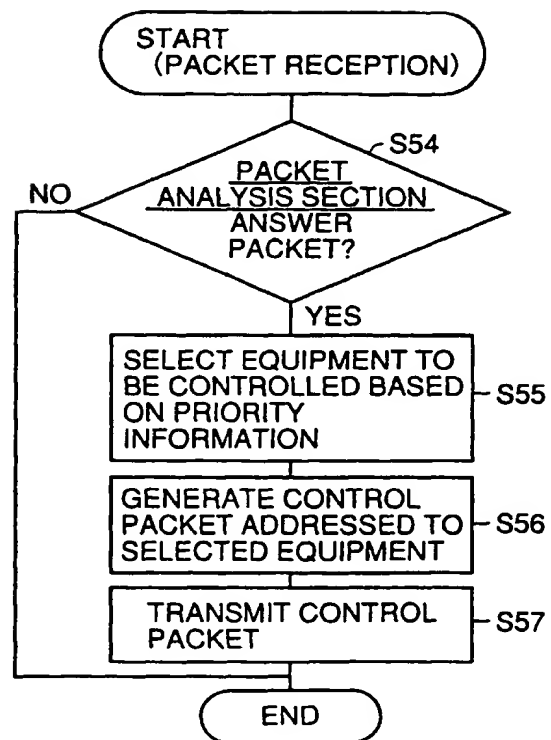 START
(PACKET RECEPTION)
S54
PACKET
ANALYSIS SECTION
ANSWER
PACKET?
NO
YES
SELECT EQUIPMENT TO
BE CONTROLLED BASED
ON PRIORITY
INFORMATION
S55
GENERATE CONTROL
PACKET ADDRESSED TO
SELECTED EQUIPMENT
S56
TRANSMIT CONTROL
PACKET
S57
END